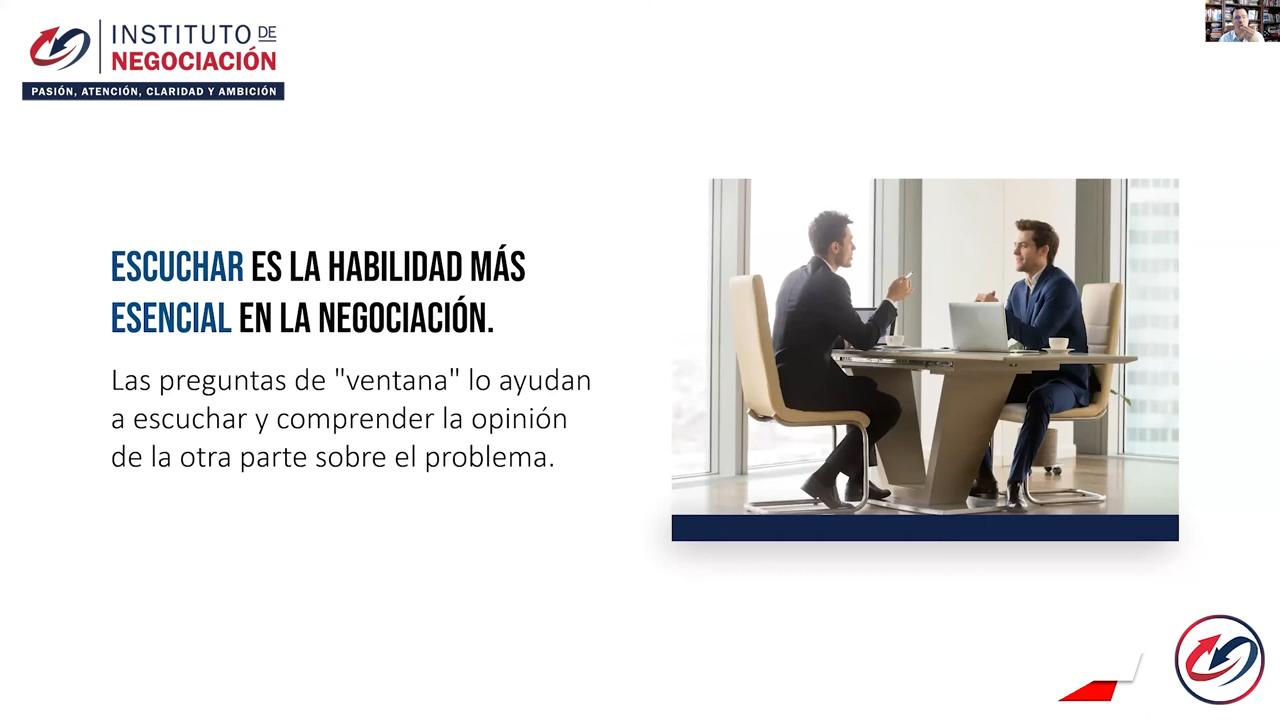 INSTITUTO DE
NEGOCIACIÓN
PASIÓN, ATENCIÓN, CLARIDAD Y AMBICIÓN
ESCUCHAR ES LA HABILIDAD MÁS
ESENCIAL EN LA NEGOCIACIÓN.
Las preguntas de "ventana" lo ayudan
a escuchar y comprender la opinión
de la otra parte sobre el problema.